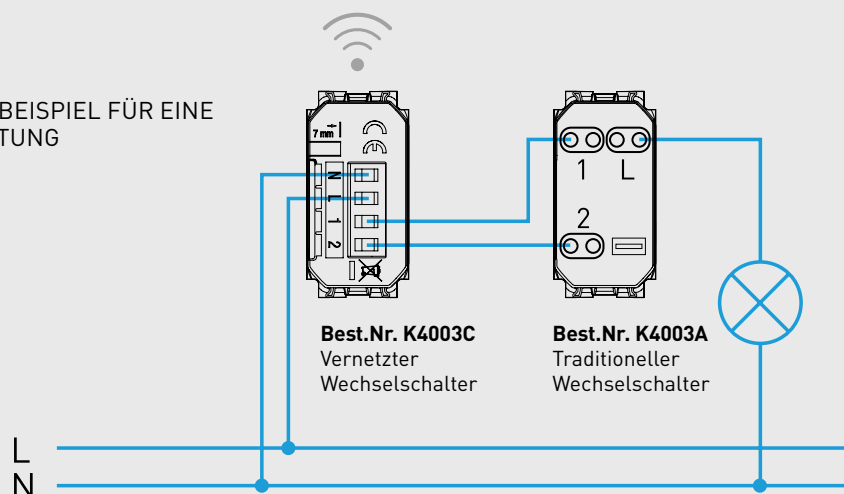 BEISPIEL FÜR EINE
TUNG
7 mm
N
L
1
2
1
L
2
Best.Nr. K4003C
Vernetzter
Wechselschalter
Best.Nr. K4003A
Traditioneller
Wechselschalter
L
N